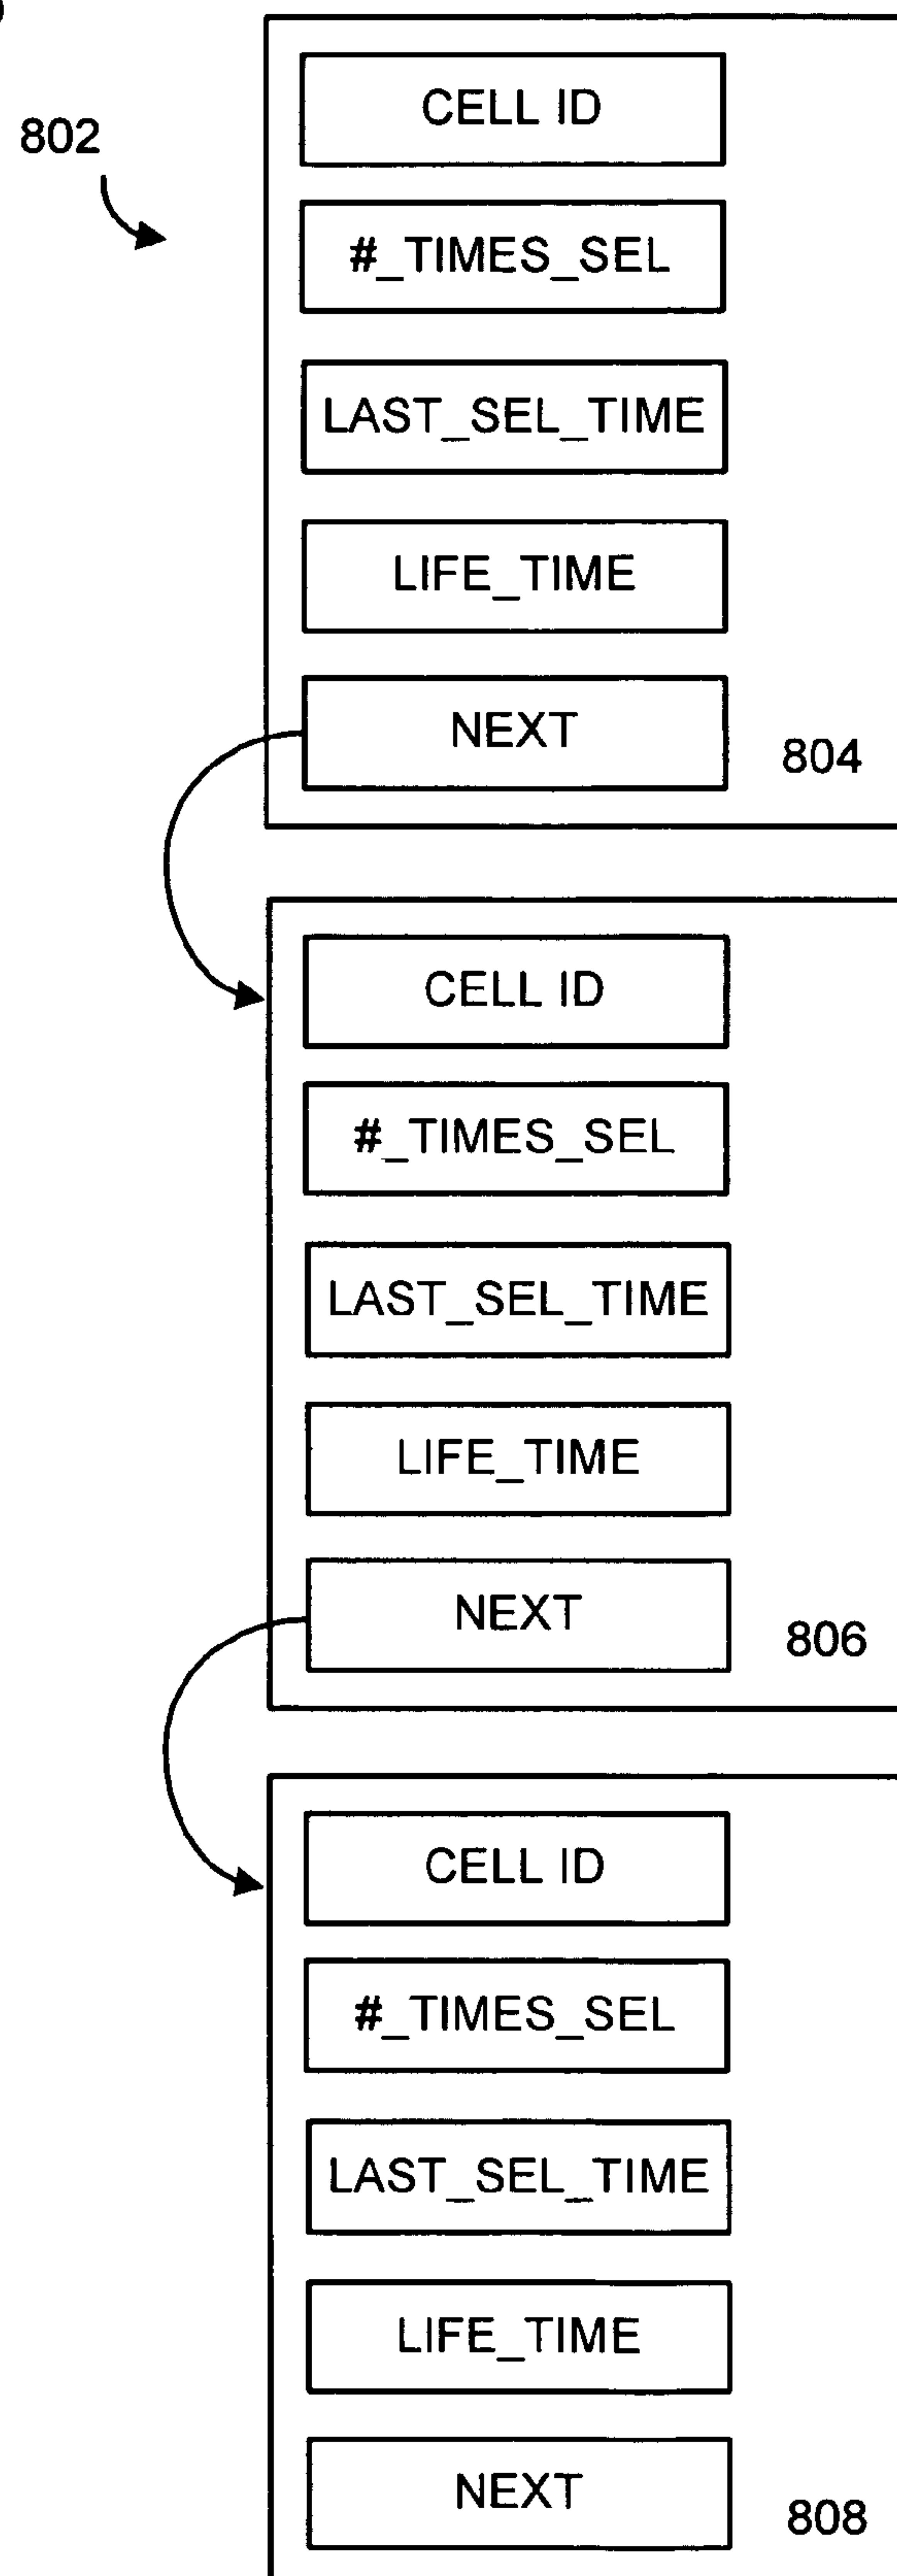 802
CELL ID
#_TIMES_SEL
LAST_SEL_TIME
LIFE_TIME
NEXT
804
CELL ID
#_TIMES_SEL
LAST_SEL_TIME
LIFE_TIME
NEXT
806
CELL ID
#_TIMES_SEL
LAST_SEL_TIME
LIFE_TIME
NEXT
808